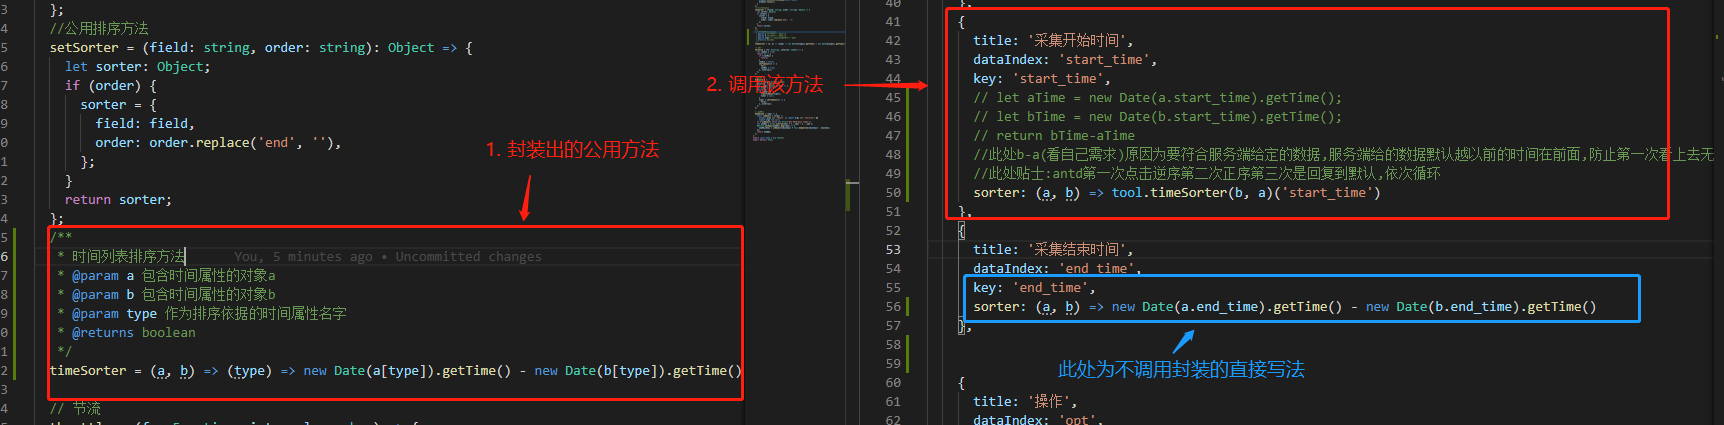 3 };
4 //公用排序方法
5 setSorter = (field: string, order: string): Object => {
6 let sorter: Object;
7 if (order) {
8 sorter = {
9 field: field,
0 order: order.replace('end', ''),
1 };
2 }
3 return sorter;
4 };
5 /**
6 * 时间列表排序方法 You, 5 minutes ago • Uncommitted changes
7 * @param a 包含时间属性的对象a
8 * @param b 包含时间属性的对象b
9 * @param type 作为排序依据的时间属性名字
0 * @returns boolean
1 */
2 timeSorter = (a, b) => (type) => new Date(a[type]).getTime() - new Date(b[type]).getTime()
3
4 // 节流
1. 封装出的公用方法
2. 调用该方法
40 },
41 {
42 title: '采集开始时间',
43 dataIndex: 'start_time',
44 key: 'start_time',
45 // let aTime = new Date(a.start_time).getTime();
46 // let bTime = new Date(b.start_time).getTime();
47 // return bTime-aTime
48 //此处b-a(看自己需求)原因为要符合服务端给定的数据,服务端给的数据默认越以前的时间在前面,防止第一次看上去无
49 //此处贴士:antd第一次点击逆序第二次正序第三次是回复到默认,依次循环
50 sorter: (a, b) => tool.timeSorter(b, a)('start_time')
51 },
52 {
53 title: '采集结束时间',
54 dataIndex: 'end_time',
55 key: 'end_time',
56 sorter: (a, b) => new Date(a.end_time).getTime() - new Date(b.end_time).getTime()
57 },
58
59
此处为不调用封装的直接写法
60 {
61 title: '操作',
62 dataIndex: 'opt',